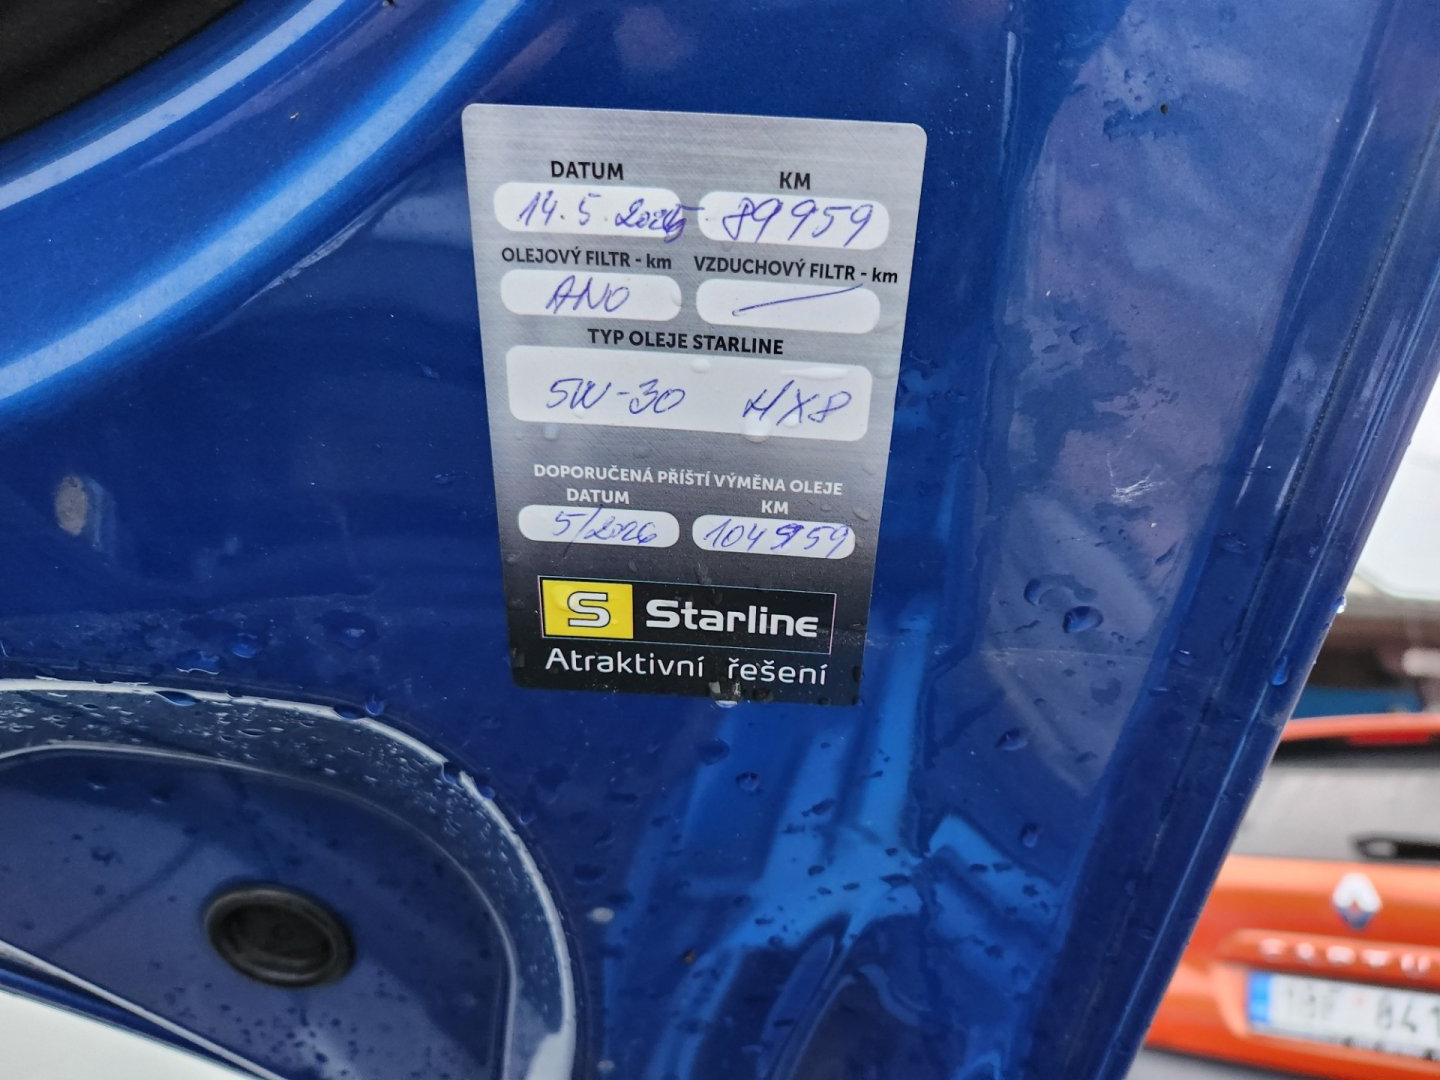 DATUM KM
14.5.2025 89959
OLEJOVÝ FILTR - km VZDUCHOVÝ FILTR - km
ANO
TYP OLEJE STARLINE
5W-30 HX8
DOPORUČENÁ PŘÍŠTÍ VÝMĚNA OLEJE
DATUM KM
5/2026 104959
S Starline
Atraktivní řešení